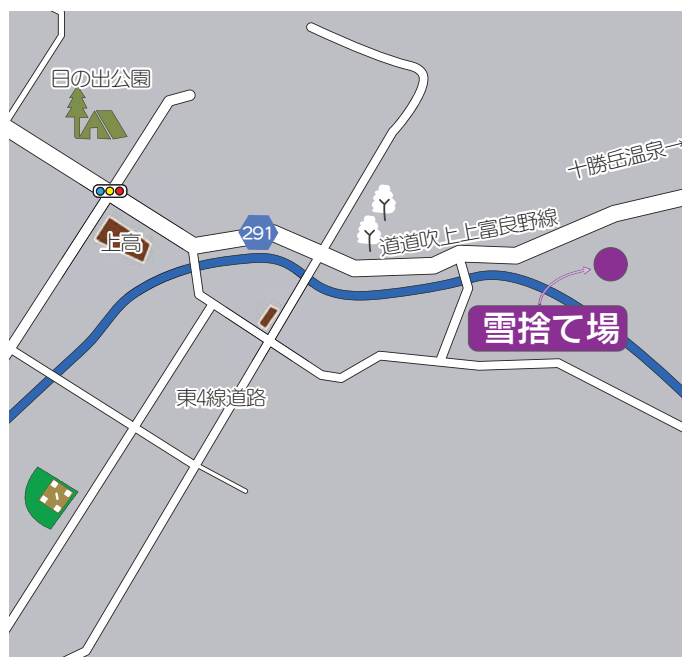 日の出公園
十勝岳温泉→
291
道道吹上上富良野線
上高
雪捨て場
東4線道路